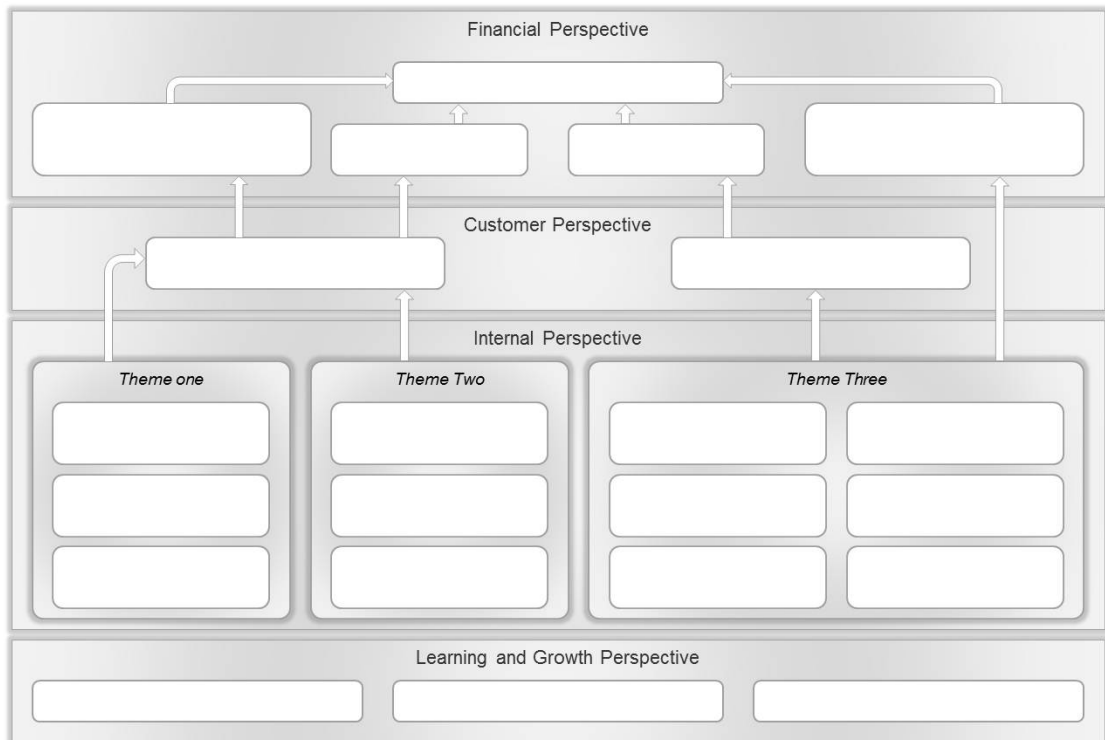 Financial Perspective
Customer Perspective
Internal Perspective
Theme one
Theme Two
Theme Three
Learning and Growth Perspective